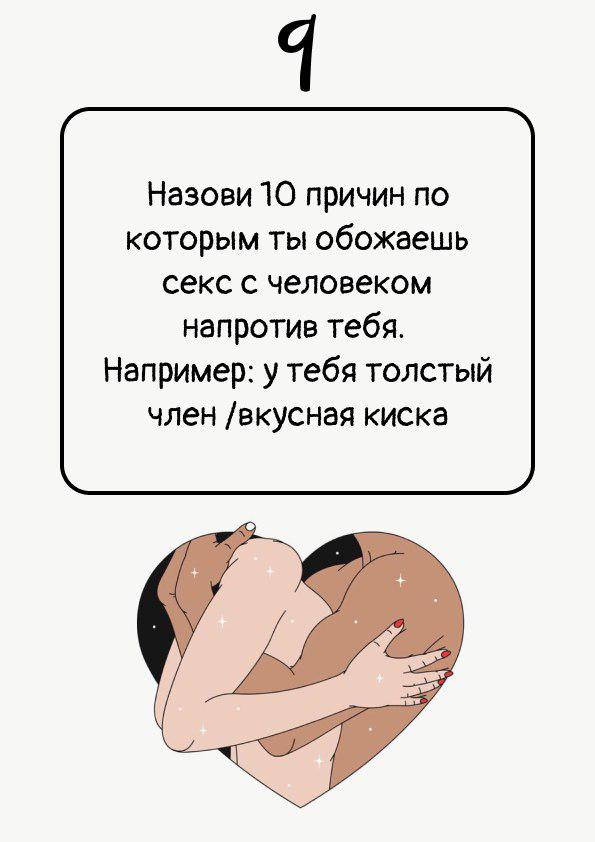 9
Назови 10 причин по
которым ты обожаешь
секс с человеком
напротив тебя.
Например: у тебя толстый
член /вкусная киска